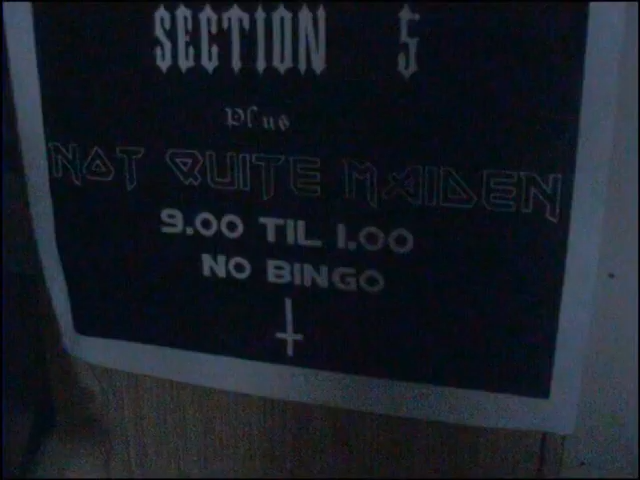 SECTION 5
Plus
NOT QUITE MAIDEN
9.00 TIL 1.00
NO BINGO